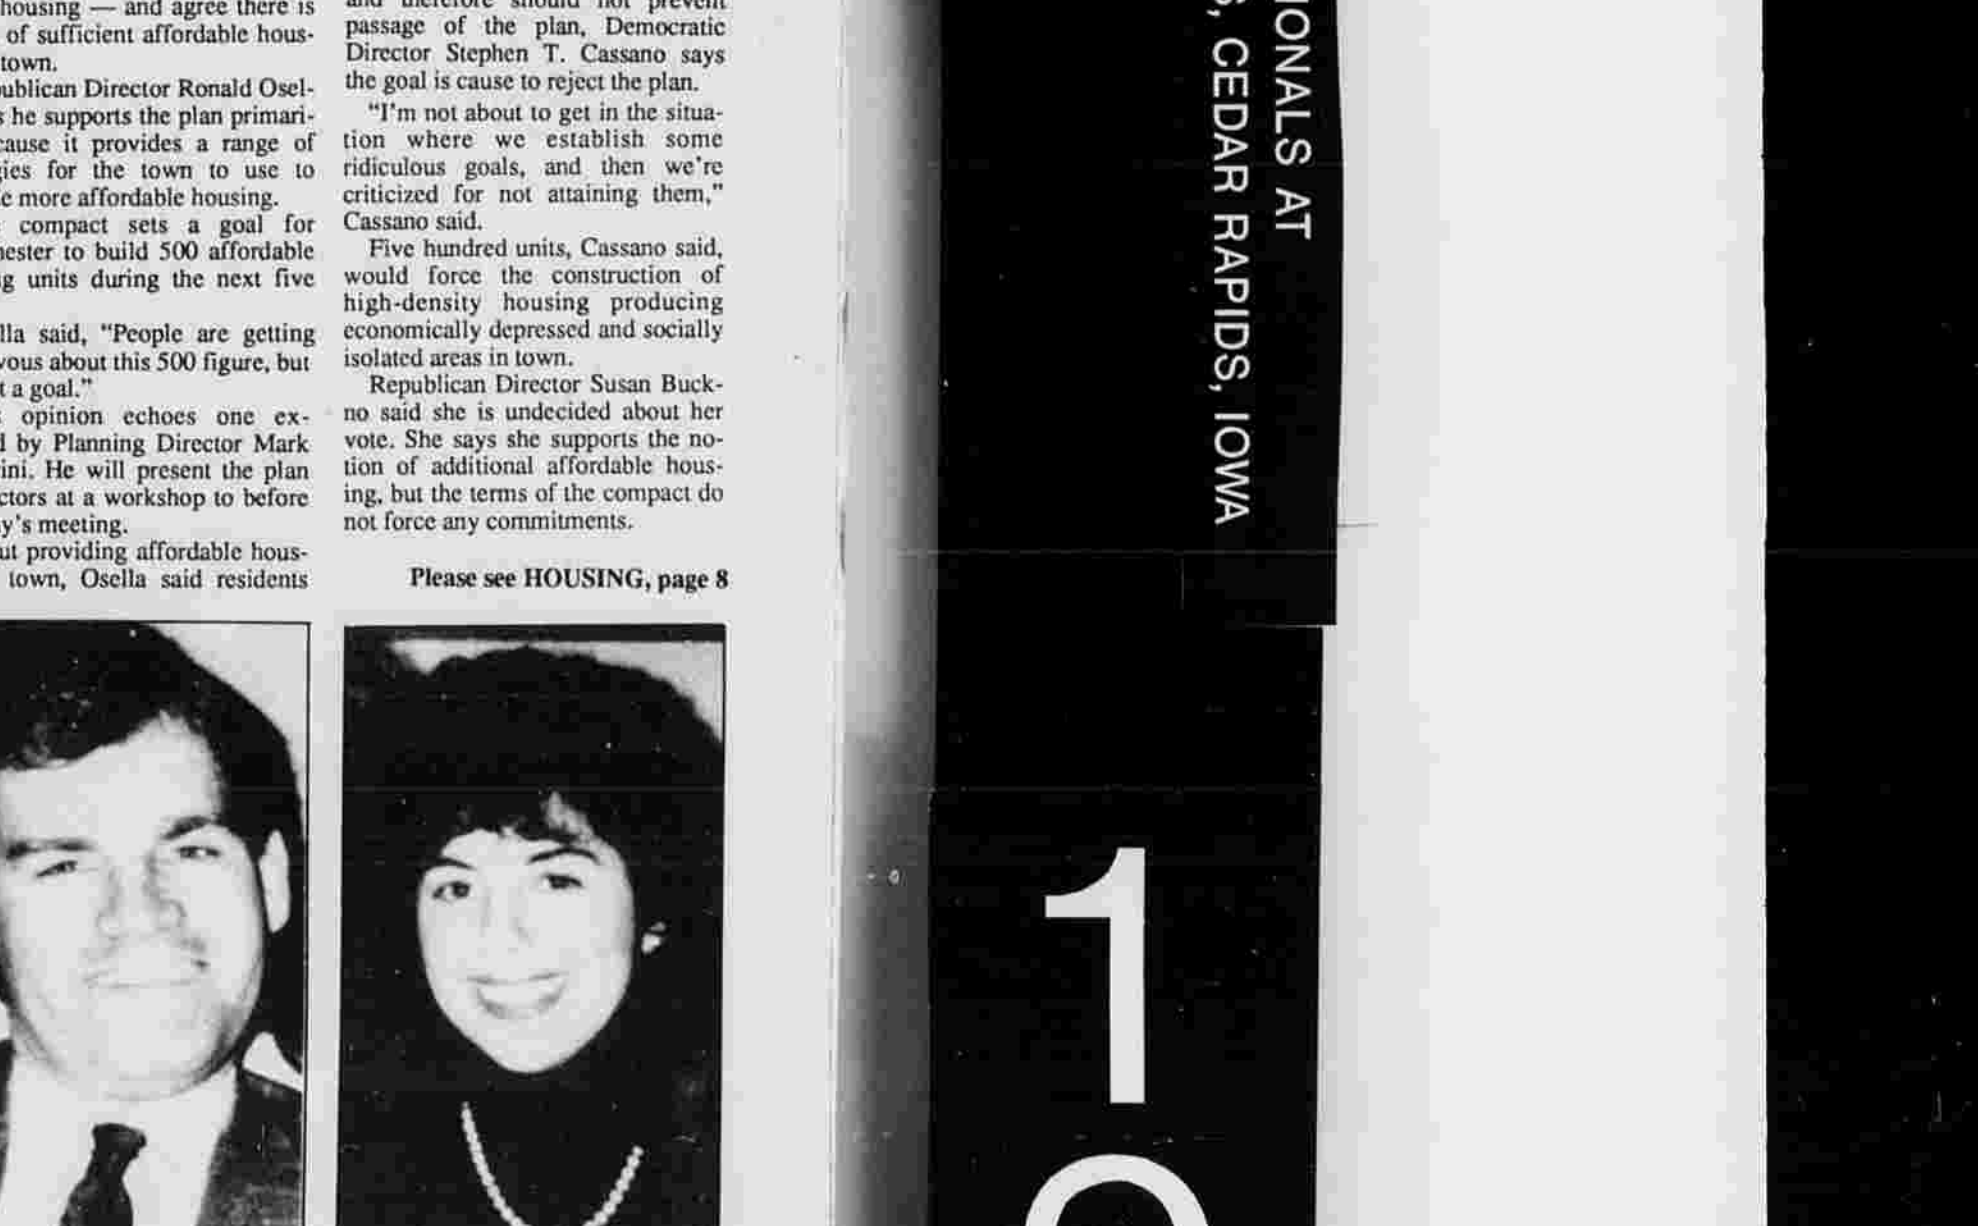 housing — and agree there is
of sufficient affordable hous-
town.
Republican Director Ronald Osel-
he supports the plan primari-
cause it provides a range of
for the town to use to
more affordable housing.
compact sets a goal for
to build 500 affordable
units during the next five
said, "People are getting
about this 500 figure, but
a goal."
opinion echoes one ex-
by Planning Director Mark
He will present the plan
at a workshop to before
meeting.
providing affordable hous-
town, Osella said residents
and therefore should not prevent
passage of the plan, Democratic
Director Stephen T. Cassano says
the goal is cause to reject the plan.
"I'm not about to get in the situa-
tion where we establish some
ridiculous goals, and then we're
criticized for not attaining them,"
Cassano said.
Five hundred units, Cassano said,
would force the construction of
high-density housing producing
economically depressed and socially
isolated areas in town.
Republican Director Susan Buck-
no said she is undecided about her
vote. She says she supports the no-
tion of additional affordable hous-
ing, but the terms of the compact do
not force any commitments.
Please see HOUSING, page 8
IONALS AT
S, CEDAR RAPIDS, IOWA
1